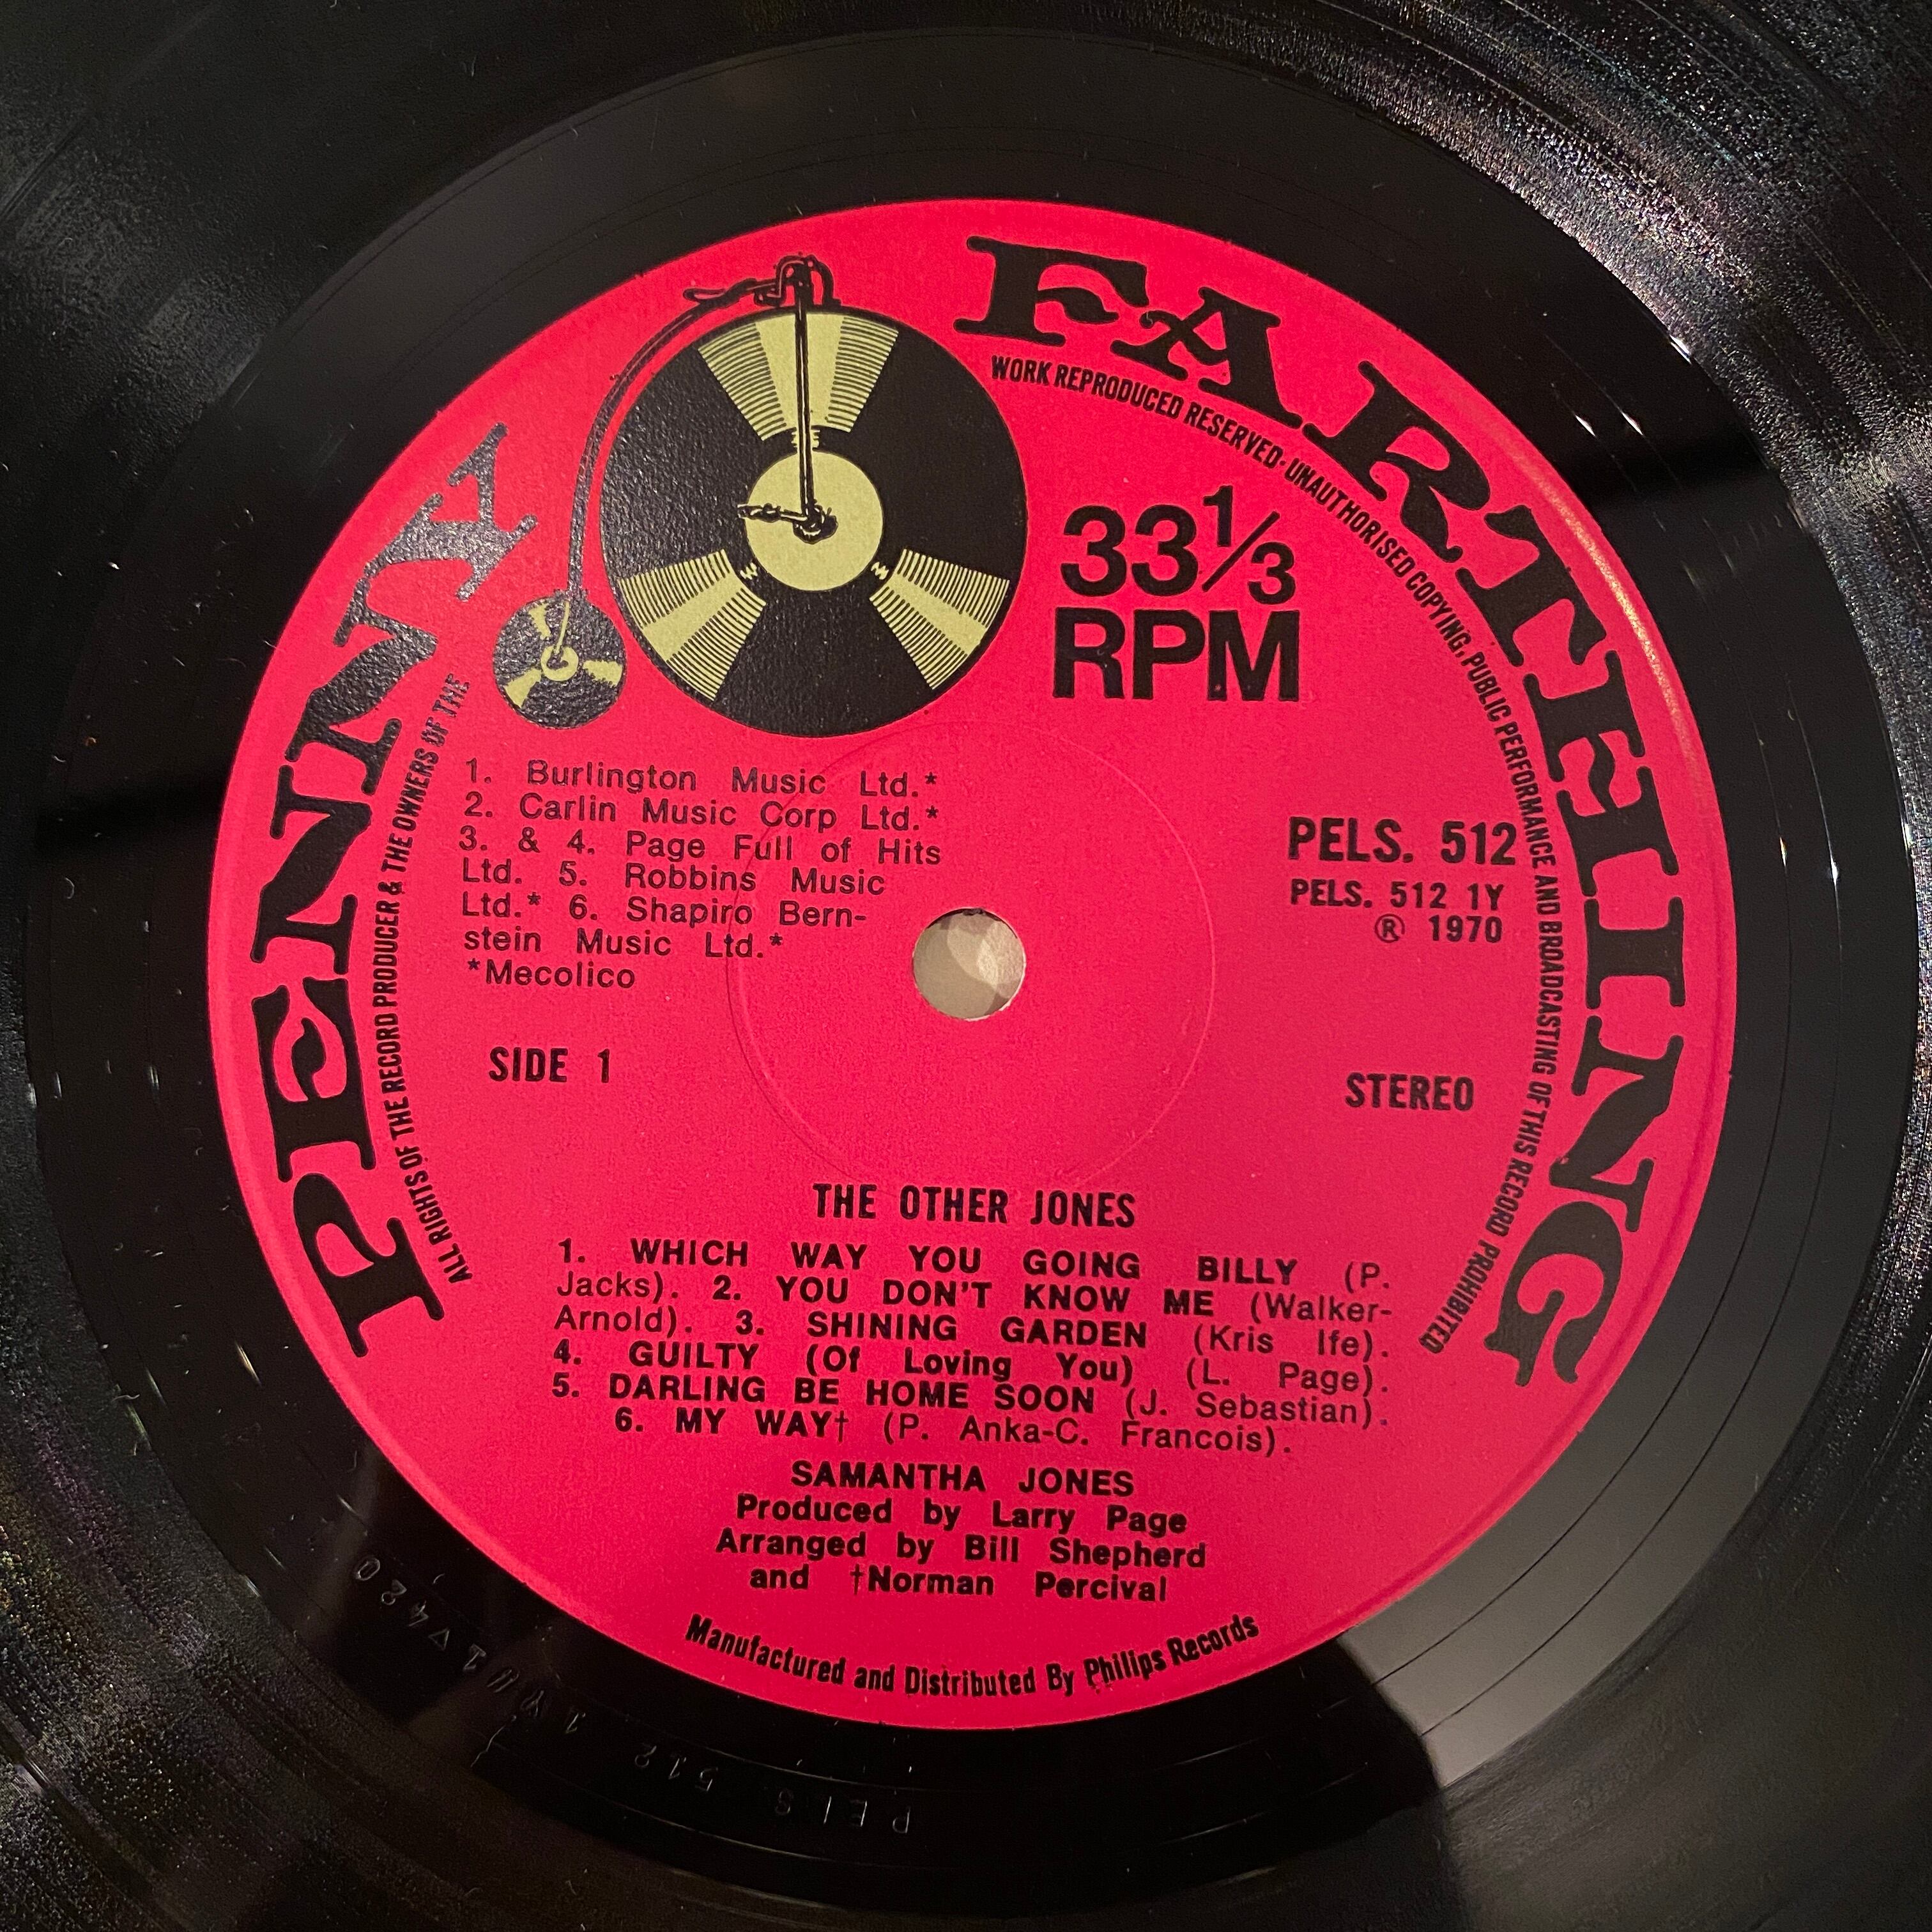 PENNY FARTHING
ALL RIGHTS OF THE RECORD PRODUCER & THE OWNERS OF THE
WORK REPRODUCED RESERVED·UNAUTHORISED COPYING, PUBLIC PERFORMANCE AND BROADCASTING OF THIS RECORD PROHIBITED
33 1/3
RPM
1. Burlington Music Ltd.*
2. Carlin Music Corp Ltd.*
3. & 4. Page Full of Hits
Ltd. 5. Robbins Music
Ltd.* 6. Shapiro Bern-
stein Music Ltd.*
*Mecolico
PELS. 512
PELS. 512 1Y
Ⓡ 1970
SIDE 1
STEREO
THE OTHER JONES
1. WHICH WAY YOU GOING BILLY (P.
Jacks). 2. YOU DON'T KNOW ME (Walker-
Arnold). 3. SHINING GARDEN (Kris Ife).
4. GUILTY (Of Loving You) (L. Page).
5. DARLING BE HOME SOON (J. Sebastian).
6. MY WAY† (P. Anka-C. Francois).
SAMANTHA JONES
Produced by Larry Page
Arranged by Bill Shepherd
and †Norman Percival
Manufactured and Distributed By Philips Records
420